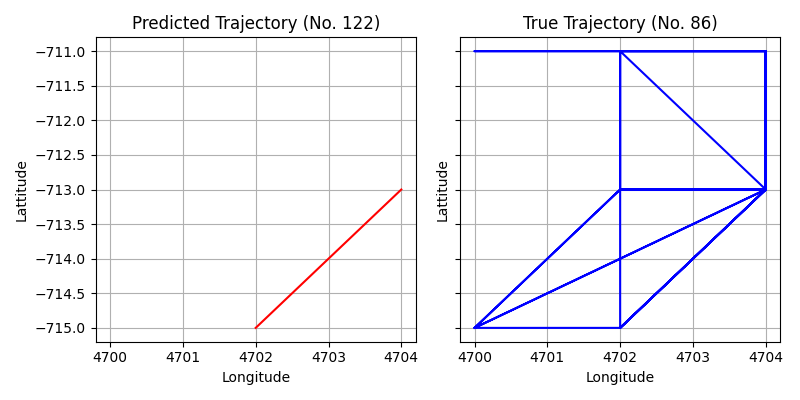 Predicted Trajectory (No. 122)
True Trajectory (No. 86)
Lattitude
−711.0
−711.5
−712.0
−712.5
−713.0
−713.5
−714.0
−714.5
−715.0
4700 4701 4702 4703 4704
Longitude
Lattitude
4700 4701 4702 4703 4704
Longitude